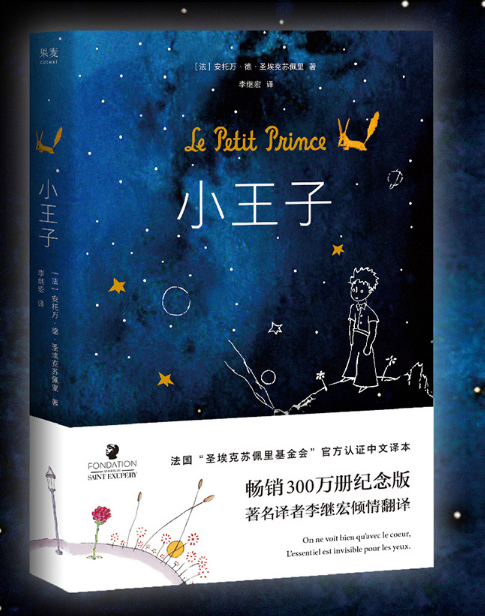 果麦
GUOMAI
小王子
［法］安托万·德·圣埃克苏佩里 著
李继宏 译
［法］安托万·德·圣埃克苏佩里 著
李继宏 译
Le Petit Prince
小王子
FONDATION
SAINT EXUPÉRY
法国“圣埃克苏佩里基金会”官方认证中文译本
畅销300万册纪念版
著名译者李继宏倾情翻译
On ne voit bien qu'avec le coeur,
L'essentiel est invisible pour les yeux.